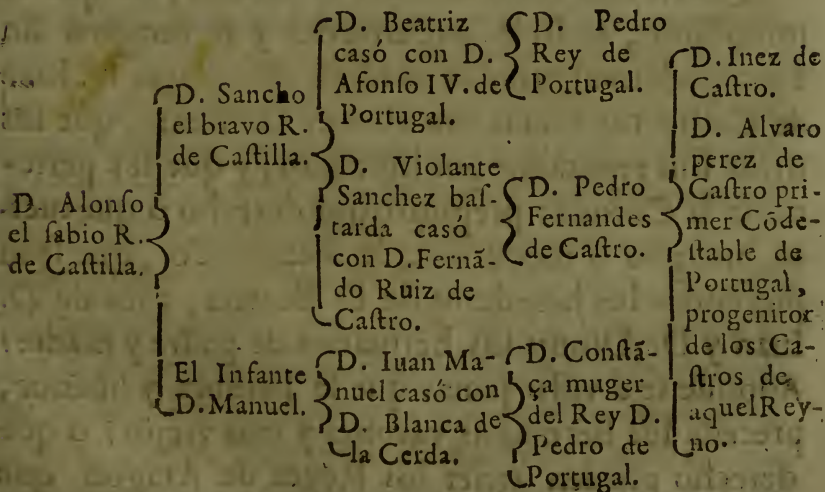 D. Alonſo
el ſabio R.
de Caſtilla.
D. Sancho
el bravo R.
de Caſtilla.
El Infante
D. Manuel.
D. Beatriz
casó con D.
Afonſo IV. de
Portugal.
D. Violante
Sanchez baſ-
tarda casó
con D. Fernã-
do Ruiz de
Caſtro.
D. Iuan Ma-
nuel casó con
D. Blanca de
la Cerda.
D. Pedro
Rey de
Portugal.
D. Pedro
Fernandes
de Caſtro.
D. Conſtã-
ça muger
del Rey D.
Pedro de
Portugal.
D. Inez de
Caſtro.
D. Alvaro
perez de
Caſtro pri-
mer Cõde-
ſtable de
Portugal,
progenitor
de los Ca-
ſtros de
aquel Rey-
no.